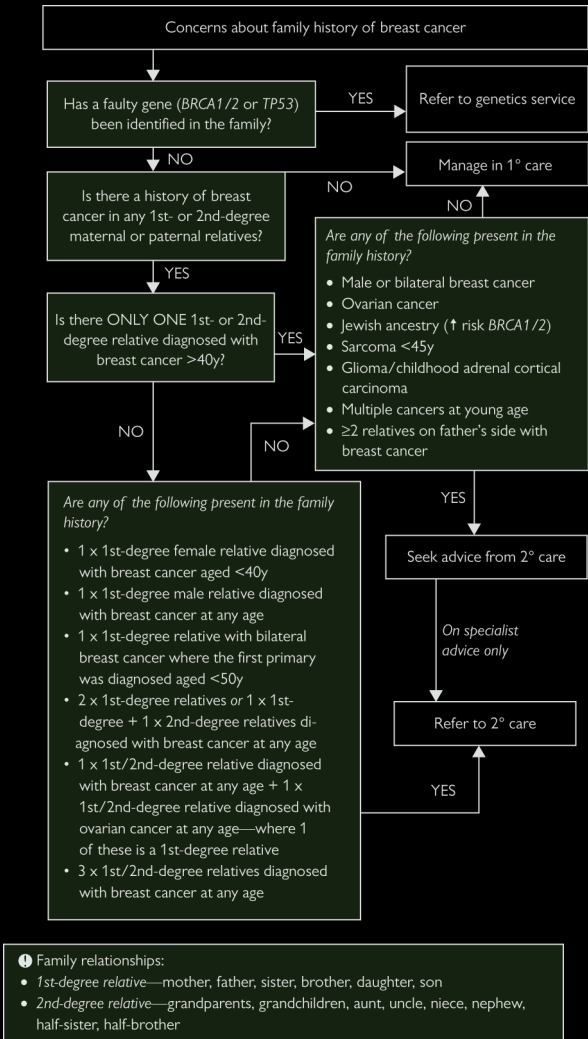 Concerns about family history of breast cancer
Has a faulty gene (BRCA1/2 or TP53)
been identified in the family?
YES
Refer to genetics service
NO
NO
Manage in 1° care
Is there a history of breast
cancer in any 1st- or 2nd-degree
maternal or paternal relatives?
YES
NO
Are any of the following present in the
family history?
• Male or bilateral breast cancer
• Ovarian cancer
• Jewish ancestry (↑ risk BRCA1/2)
• Sarcoma <45y
• Glioma/childhood adrenal cortical
carcinoma
• Multiple cancers at young age
• ≥2 relatives on father's side with
breast cancer
Is there ONLY ONE 1st- or 2nd-
degree relative diagnosed with
breast cancer >40y?
YES
NO
NO
YES
Seek advice from 2° care
On specialist
advice only
Refer to 2° care
Are any of the following present in the family
history?
• 1 x 1st-degree female relative diagnosed
with breast cancer aged <40y
• 1 x 1st-degree male relative diagnosed
with breast cancer at any age
• 1 x 1st-degree relative with bilateral
breast cancer where the first primary
was diagnosed aged <50y
• 2 x 1st-degree relatives or 1 x 1st-
degree + 1 x 2nd-degree relatives di-
agnosed with breast cancer at any age
• 1 x 1st/2nd-degree relative diagnosed
with breast cancer at any age + 1 x
1st/2nd-degree relative diagnosed with
ovarian cancer at any age—where 1
of these is a 1st-degree relative
• 3 x 1st/2nd-degree relatives diagnosed
with breast cancer at any age
YES
! Family relationships:
• 1st-degree relative—mother, father, sister, brother, daughter, son
• 2nd-degree relative—grandparents, grandchildren, aunt, uncle, niece, nephew,
half-sister, half-brother